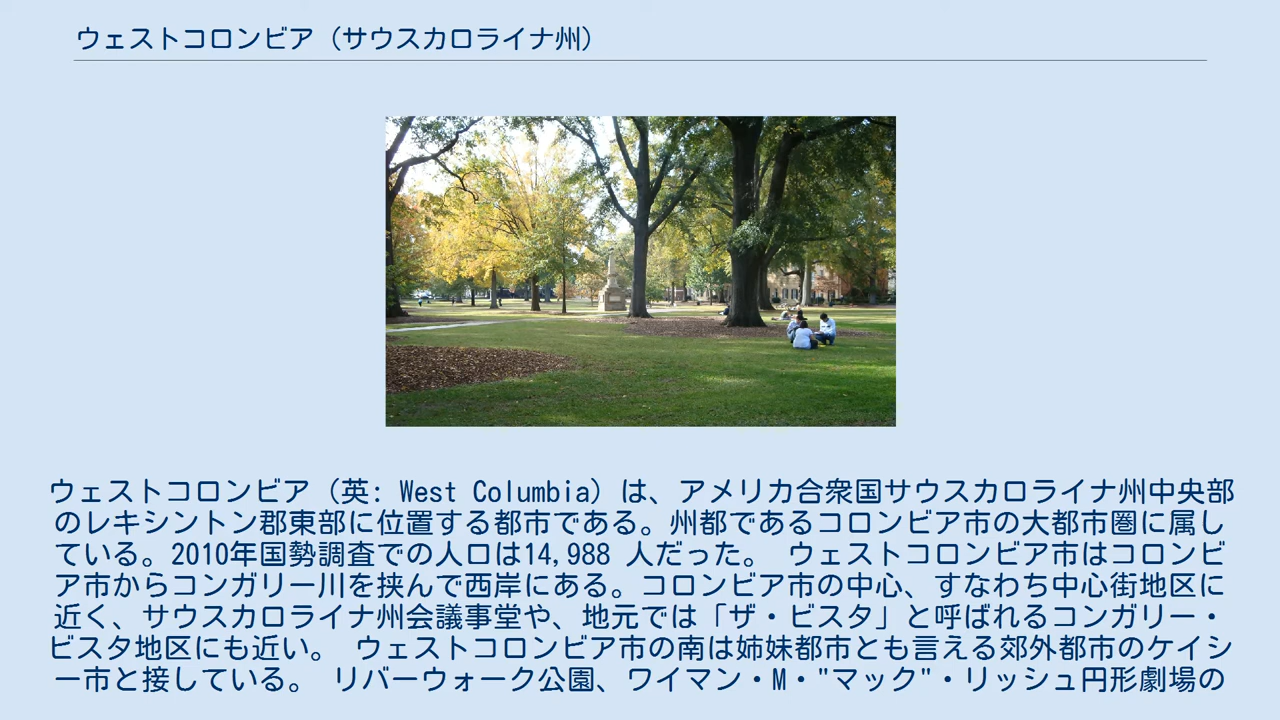 ウェストコロンビア（サウスカロライナ州）
ウェストコロンビア（英: West Columbia）は、アメリカ合衆国サウスカロライナ州中央部
のレキシントン郡東部に位置する都市である。州都であるコロンビア市の大都市圏に属し
ている。2010年国勢調査での人口は14,988 人だった。 ウェストコロンビア市はコロンビ
ア市からコンガリー川を挟んで西岸にある。コロンビア市の中心、すなわち中心街地区に
近く、サウスカロライナ州会議事堂や、地元では「ザ・ビスタ」と呼ばれるコンガリー・
ビスタ地区にも近い。 ウェストコロンビア市の南は姉妹都市とも言える郊外都市のケイシ
ー市と接している。 リバーウォーク公園、ワイマン・M・"マック"・リッシュ円形劇場の